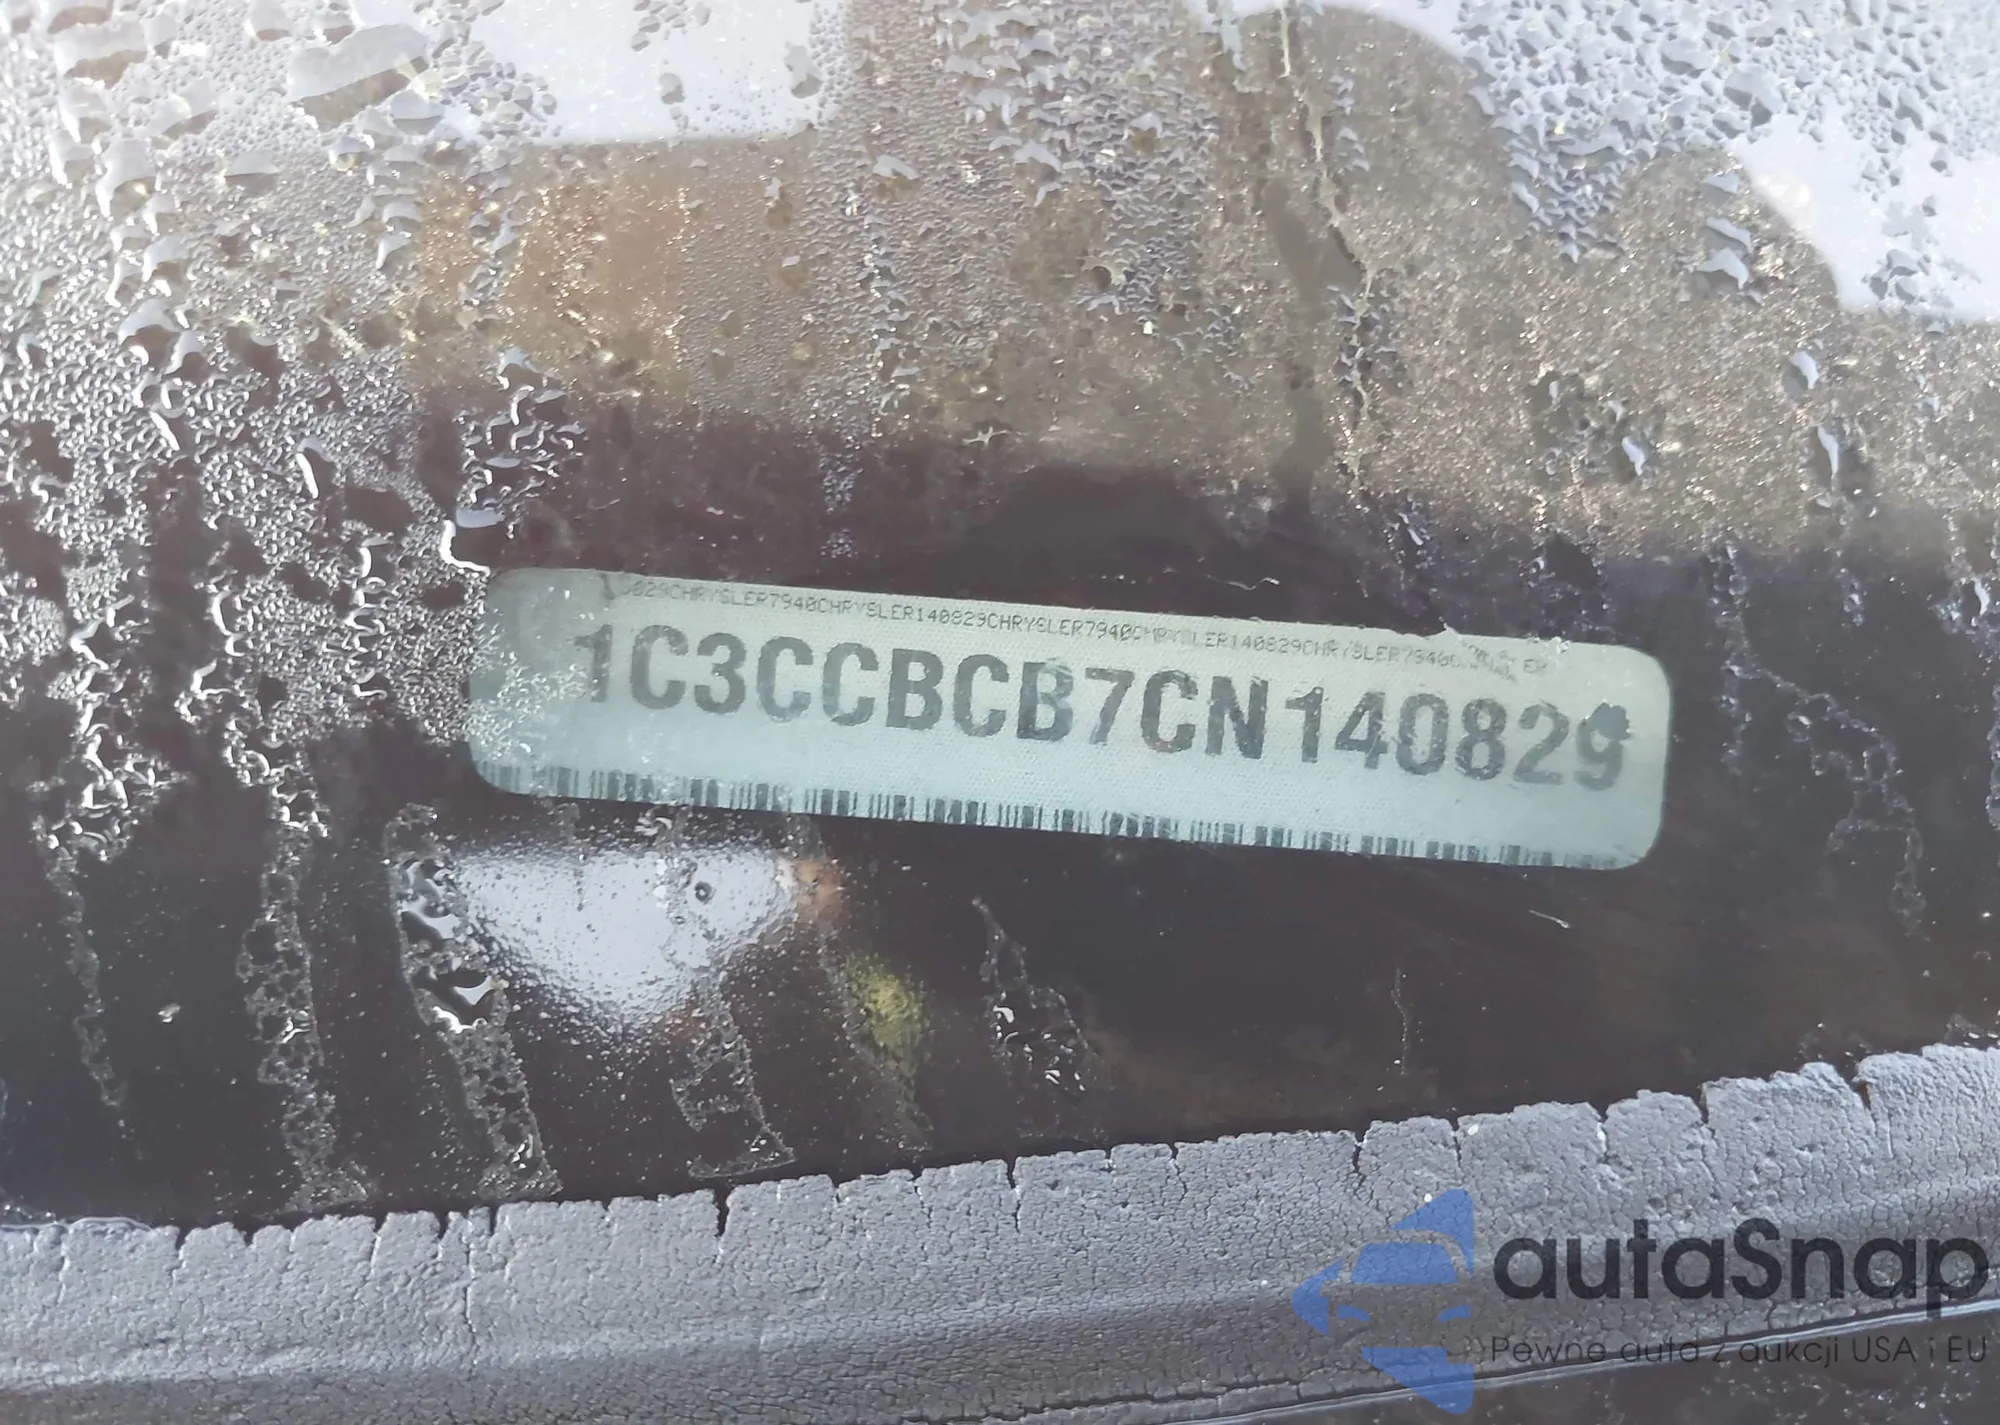 029CHRYSLER7940CHRYSLER140829CHRYSLER7940CHRYSLER140829CHRYSLER7940
1C3CCBCB7CN140829
autaSnap
Pewne auta z aukcji USA i EU